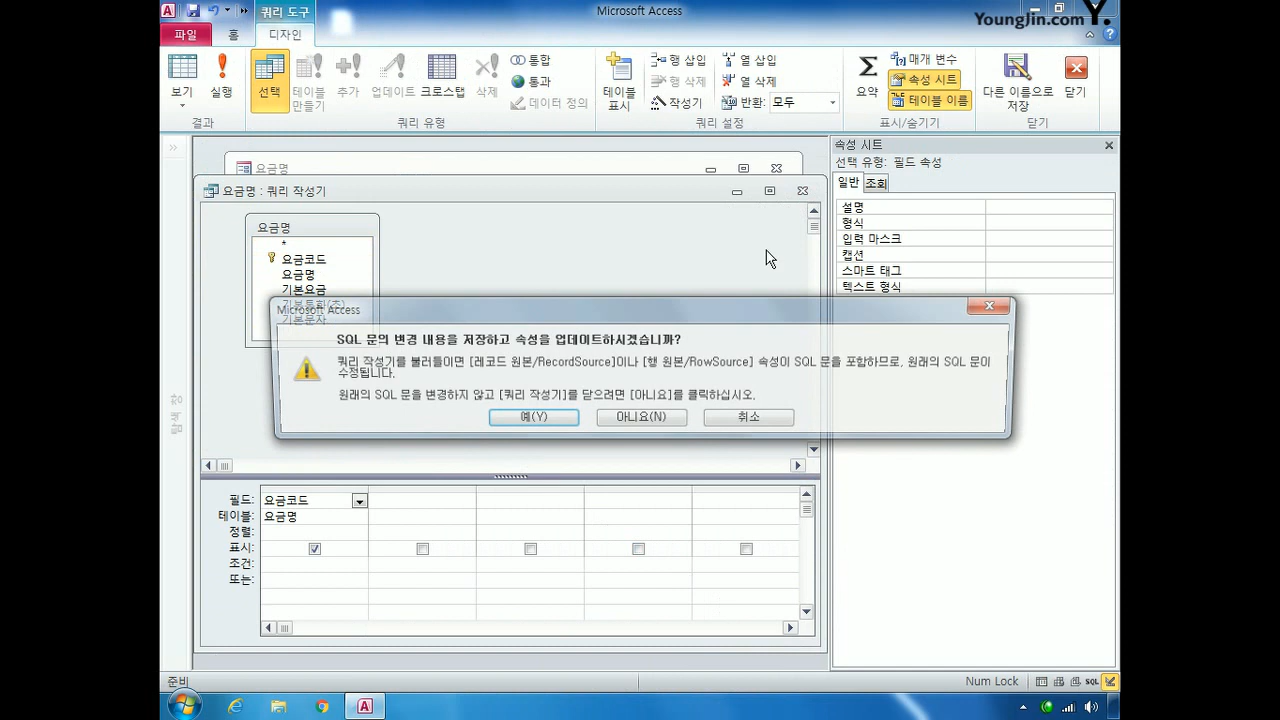 쿼리 도구
Microsoft Access
YoungJin.com Y.
파일
홈
디자인
보기
실행
선택
테이블
만들기
추가
업데이트
크로스탭
삭제
통합
통과
데이터 정의
테이블
표시
행 삽입
행 삭제
작성기
열 삽입
열 삭제
반환: 모두
요약
매개 변수
속성 시트
테이블 이름
다른 이름으로
저장
닫기
결과
쿼리 유형
쿼리 설정
표시/숨기기
닫기
탐색 창
요금명
요금명 : 쿼리 작성기
요금명
*
요금코드
요금명
기본요금
기본통화(초)
기본문자
속성 시트
선택 유형: 필드 속성
일반
조회
설명
형식
입력 마스크
캡션
스마트 태그
텍스트 형식
Microsoft Access
SQL 문의 변경 내용을 저장하고 속성을 업데이트하시겠습니까?
쿼리 작성기를 불러들이면 [레코드 원본/RecordSource]이나 [행 원본/RowSource] 속성이 SQL 문을 포함하므로, 원래의 SQL 문이
수정됩니다.
원래의 SQL 문을 변경하지 않고 [쿼리 작성기]를 닫으려면 [아니요]를 클릭하십시오.
예(Y)
아니요(N)
취소
필드: 요금코드
테이블: 요금명
정렬:
표시:
조건:
또는:
준비
Num Lock
SQL